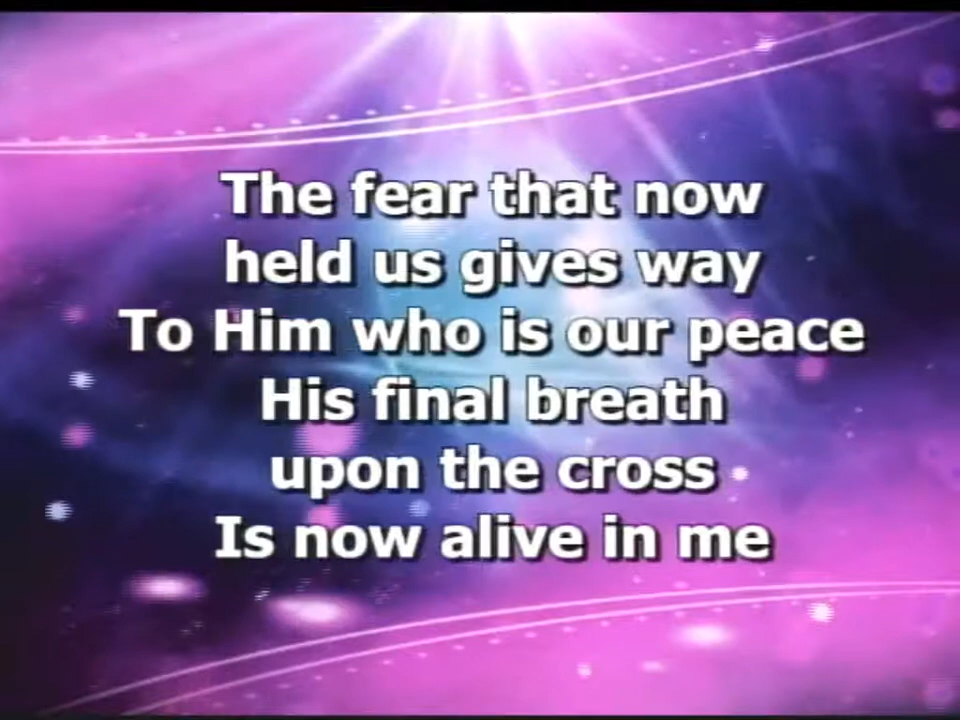 The fear that now
held us gives way
To Him who is our peace
His final breath
upon the cross
Is now alive in me